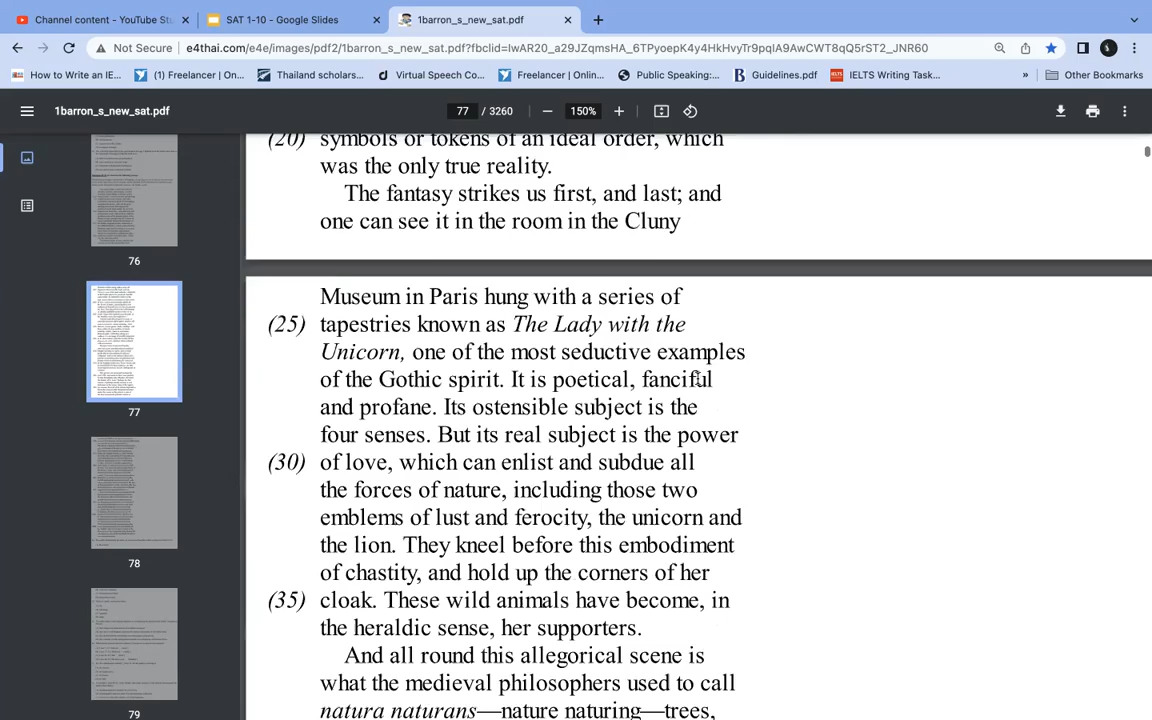 Channel content - YouTube Stu
SAT 1-10 - Google Slides
1barron_s_new_sat.pdf
Not Secure
e4thai.com/e4e/images/pdf2/1barron_s_new_sat.pdf?fbclid=IwAR20_a29JZqmsHA_6TPyoepK4y4HkHvyTr9pqIA9AwCWT8qQ5rST2_JNR60
How to Write an IE...
(1) Freelancer | On...
Thailand scholars...
Virtual Speech Co...
Freelancer | Onlin...
Public Speaking:...
Guidelines.pdf
IELTS Writing Task...
»
Other Bookmarks
1barron_s_new_sat.pdf
77 / 3260
150%
76
77
78
79
(20) symbols or tokens of an ideal order, which
was the only true reality.
The fantasy strikes us first, and last; and
one can see it in the room in the Cluny
Museum in Paris hung with a series of
(25) tapestries known as The Lady with the
Unicorn, one of the most seductive examples
of the Gothic spirit. It is poetical, fanciful
and profane. Its ostensible subject is the
four senses. But its real subject is the power
(30) of love, which can enlist and subdue all
the forces of nature, including those two
emblems of lust and ferocity, the unicorn and
the lion. They kneel before this embodiment
of chastity, and hold up the corners of her
(35) cloak. These wild animals have become, in
the heraldic sense, her supporters.
And all round this allegorical scene is
what the medieval philosophers used to call
natura naturans—nature naturing—trees,